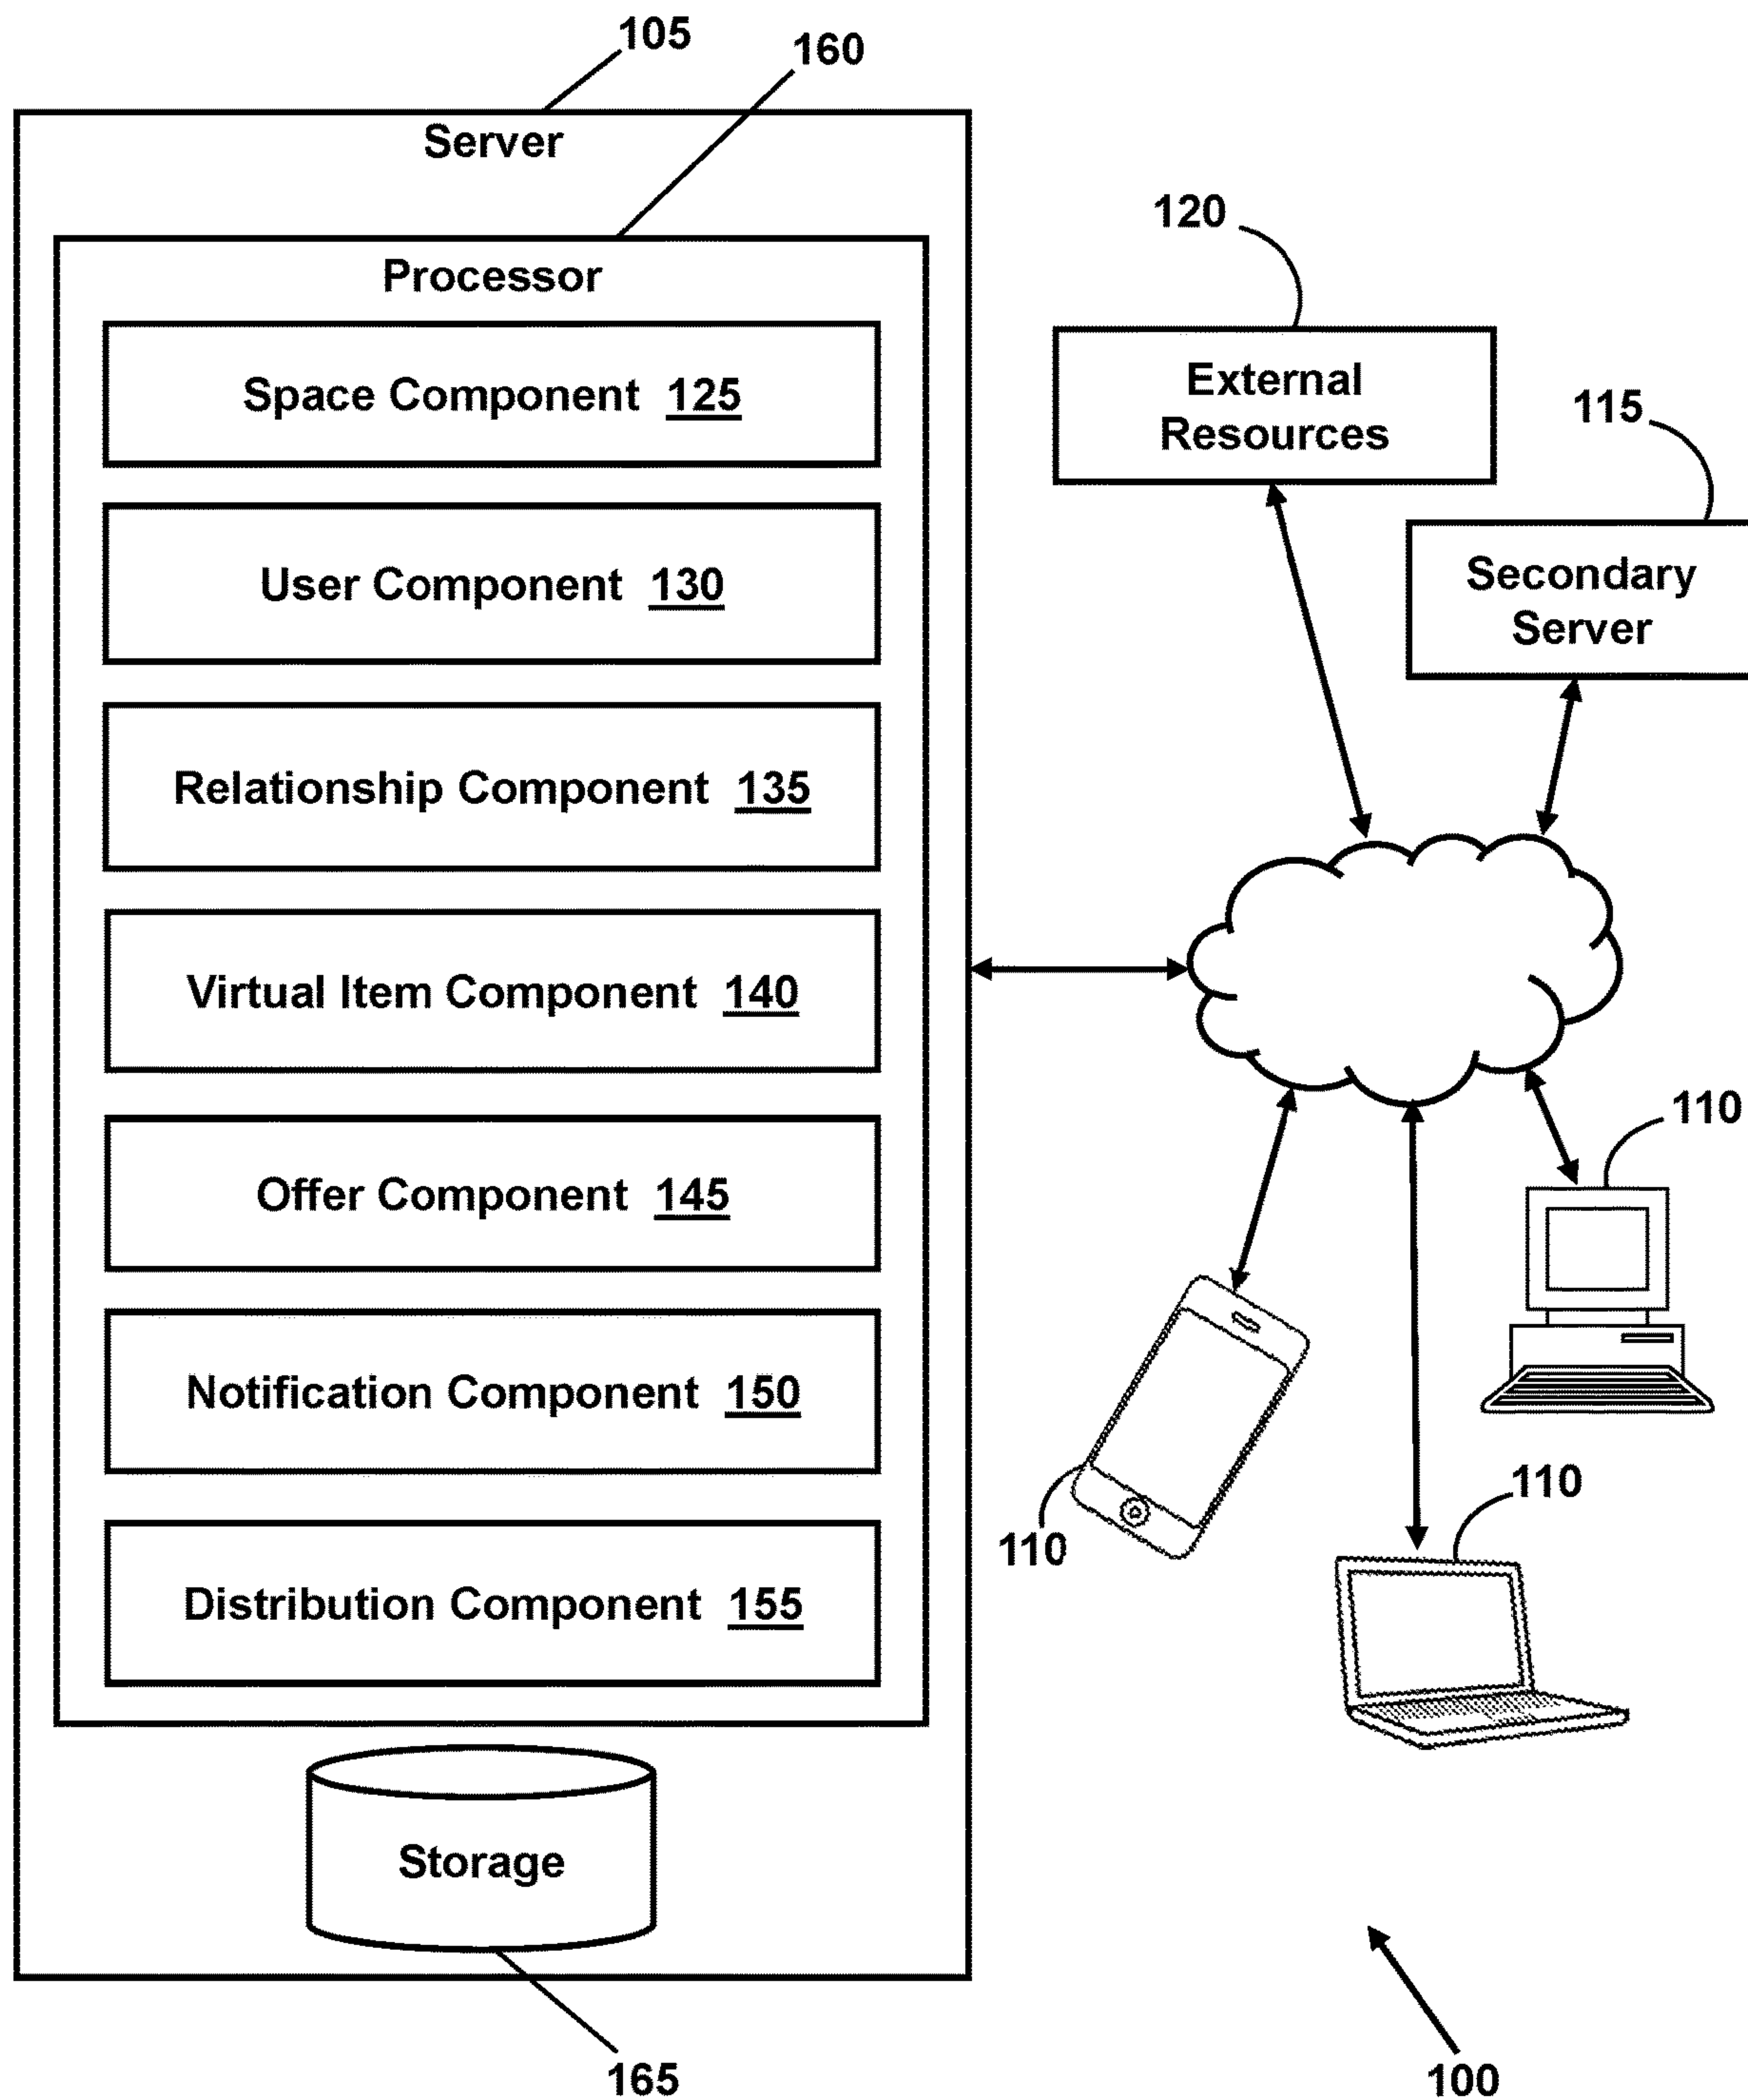 105
160
Server
Processor
Space Component 125
User Component 130
Relationship Component 135
Virtual Item Component 140
Offer Component 145
Notification Component 150
Distribution Component 155
Storage
165
120
External
Resources
115
Secondary
Server
110
110
110
100